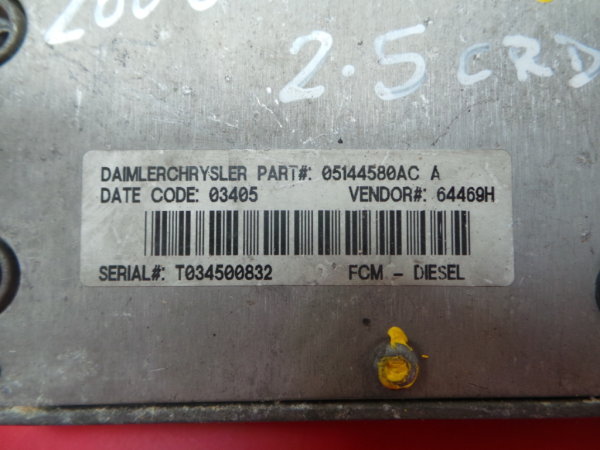 2.5 CRD
DAIMLERCHRYSLER PART#: 05144580AC A
DATE CODE: 03405 VENDOR#: 64469H
SERIAL#: T034500832 FCM - DIESEL